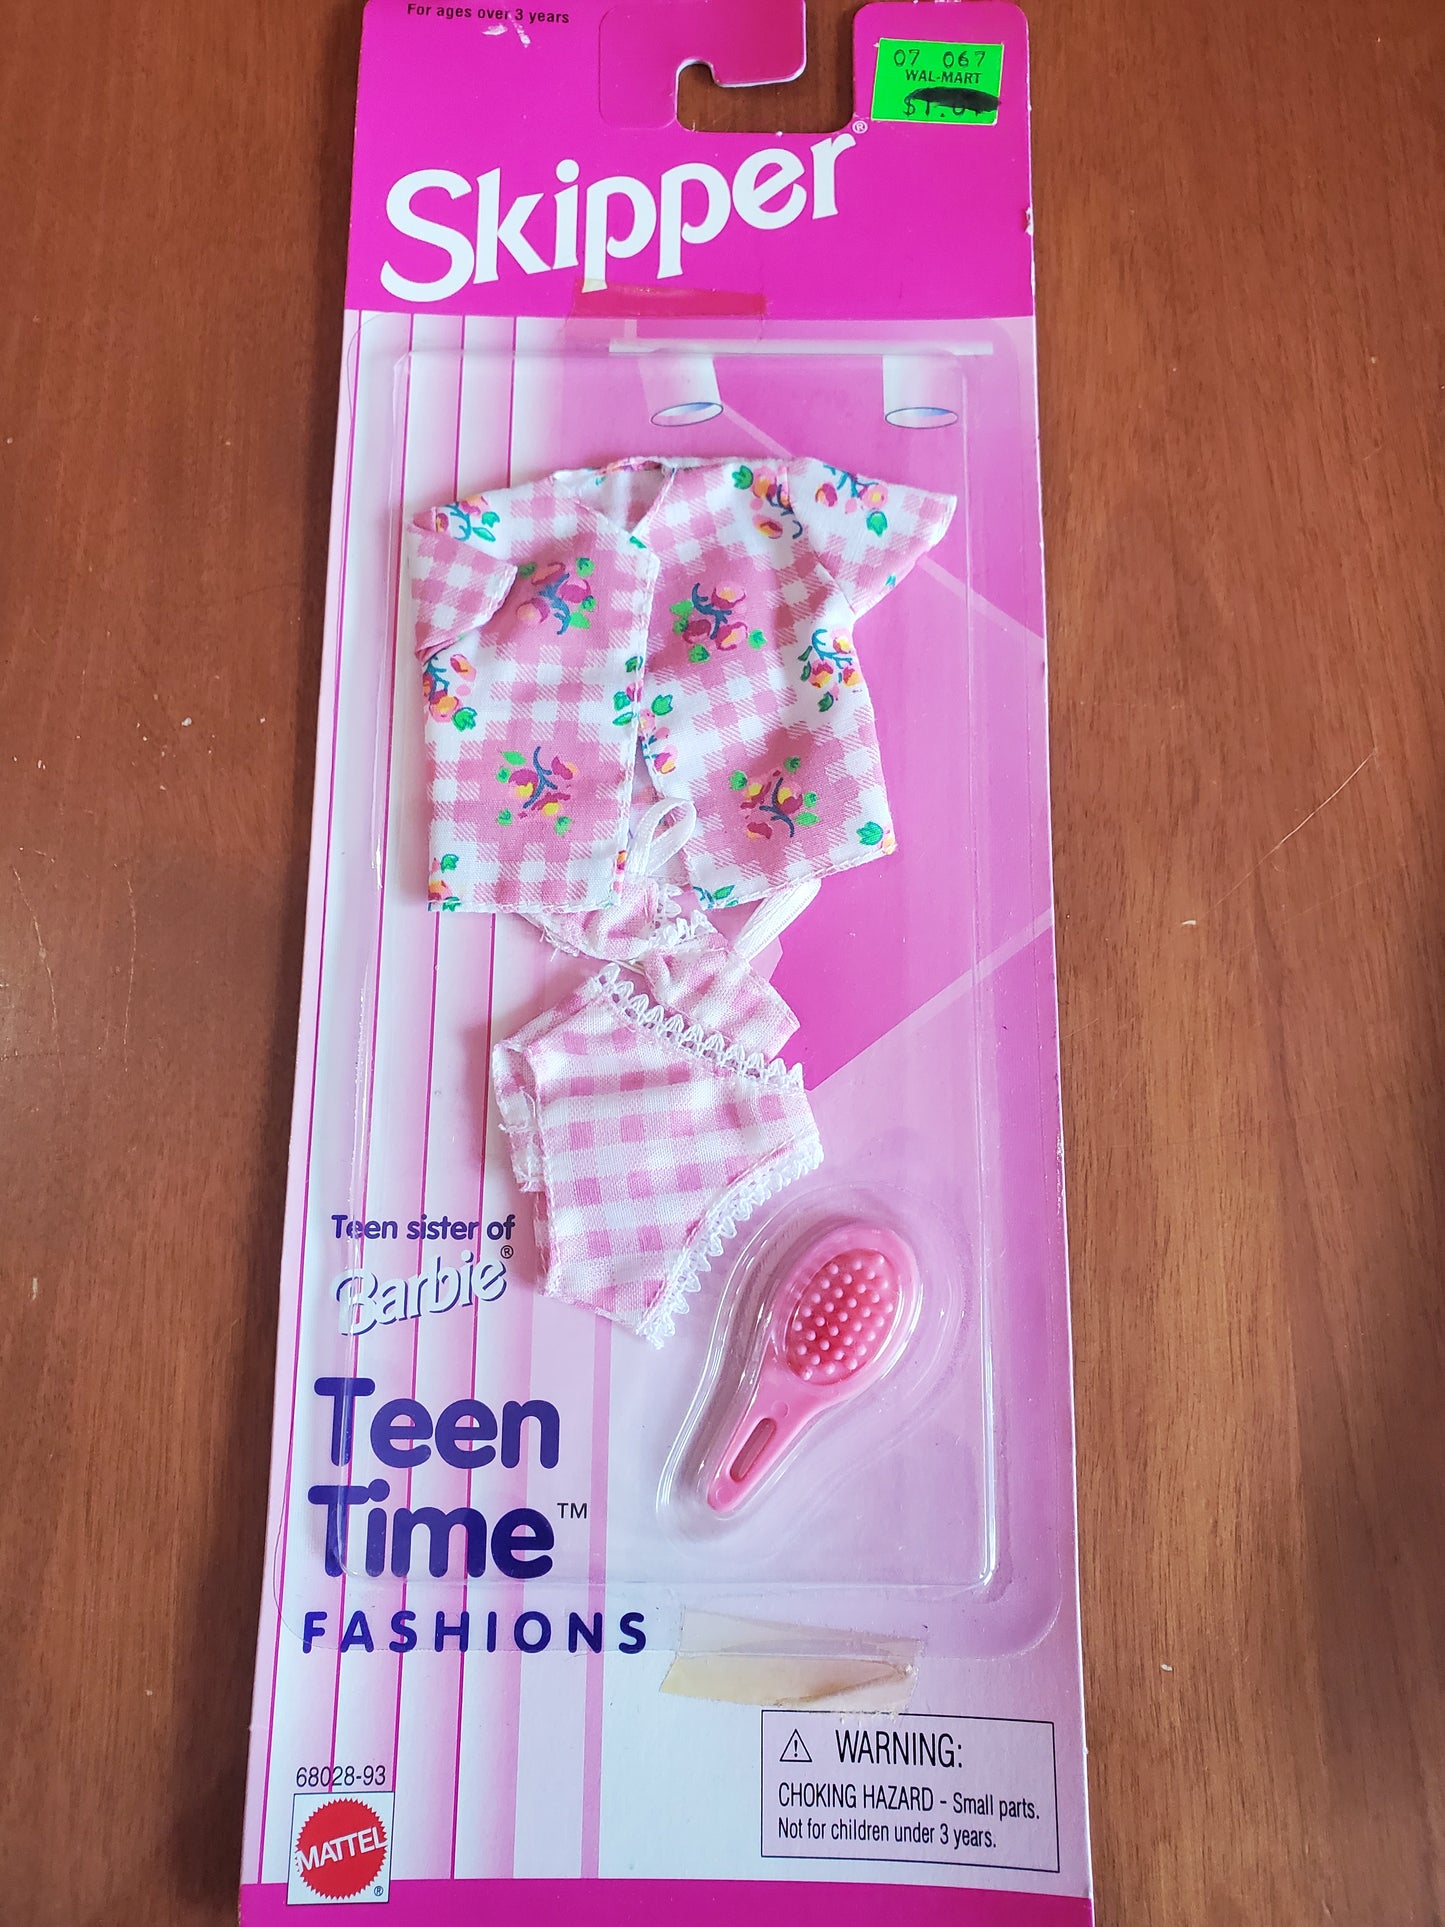 For ages over 3 years
07 067
WAL-MART
Skipper®
Teen sister of
Barbie®
Teen
Time™
FASHIONS
68028-93
MATTEL®
⚠ WARNING:
CHOKING HAZARD - Small parts.
Not for children under 3 years.